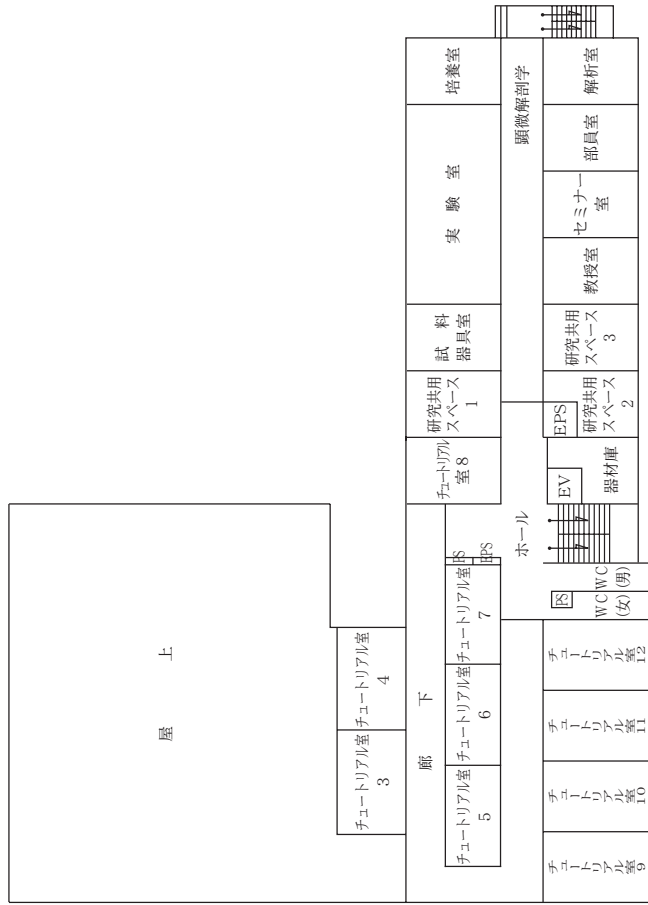 培養室
実験室
試料
器具室
研究共用
スペース
1
チュートリアル
室8
顕微解剖学
解析室
部員室
セミナー
室
教授室
研究共用
スペース
3
研究共用
スペース
2
EPS
EV
器材庫
ホール
PS
EPS
WC
(男)
PS
WC
(女)
屋上
チュートリアル室
4
チュートリアル室
3
廊下
チュートリアル室
7
チュートリアル室
6
チュートリアル室
5
チュートリアル室
12
チュートリアル室
11
チュートリアル室
10
チュートリアル室
9